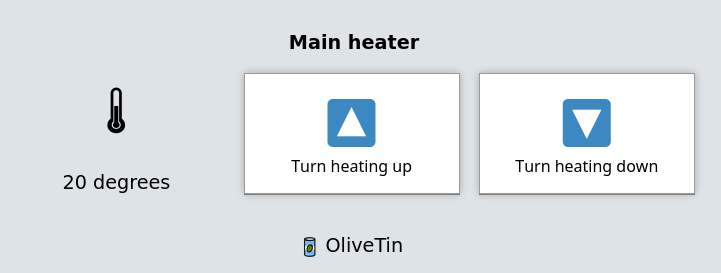 Main heater
20 degrees
Turn heating up
Turn heating down
OliveTin